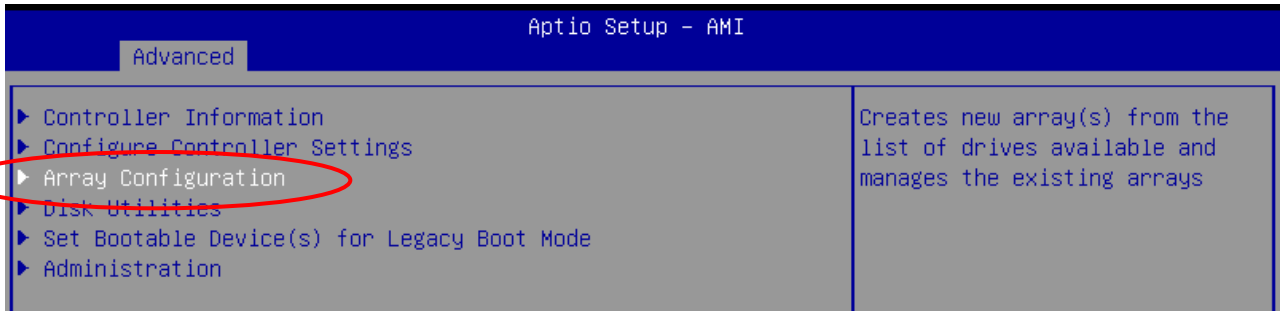 Aptio Setup – AMI
Advanced
▶ Controller Information
▶ Configure Controller Settings
▶ Array Configuration
▶ Disk Utilities
▶ Set Bootable Device(s) for Legacy Boot Mode
▶ Administration
Creates new array(s) from the
list of drives available and
manages the existing arrays